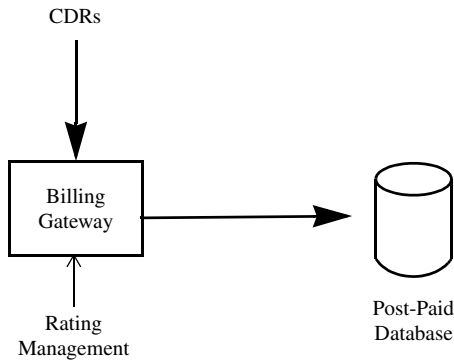 CDRs
Billing
Gateway
Rating
Management
Post-Paid
Database